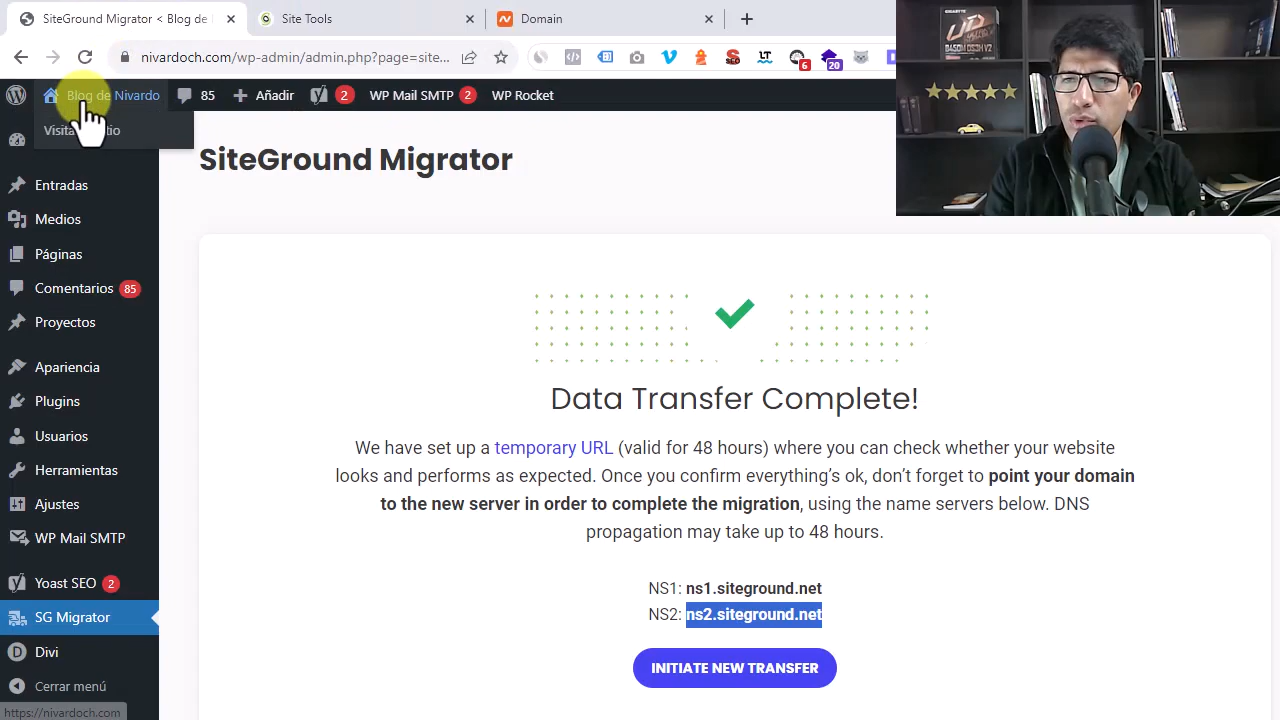 SiteGround Migrator < Blog de
Site Tools
Domain
nivardoch.com/wp-admin/admin.php?page=site...
6
20
Blog de Nivardo
85
Añadir
2
WP Mail SMTP
2
WP Rocket
Entradas
Medios
Páginas
Comentarios
85
Proyectos
Apariencia
Plugins
Usuarios
Herramientas
Ajustes
WP Mail SMTP
Yoast SEO
2
SG Migrator
Divi
Cerrar menú
https://nivardoch.com
SiteGround Migrator
Data Transfer Complete!
We have set up a temporary URL (valid for 48 hours) where you can check whether your website
looks and performs as expected. Once you confirm everything's ok, don't forget to point your domain
to the new server in order to complete the migration, using the name servers below. DNS
propagation may take up to 48 hours.
NS1: ns1.siteground.net
NS2: ns2.siteground.net
INITIATE NEW TRANSFER
GIGABYTE
B450M DS3H V2